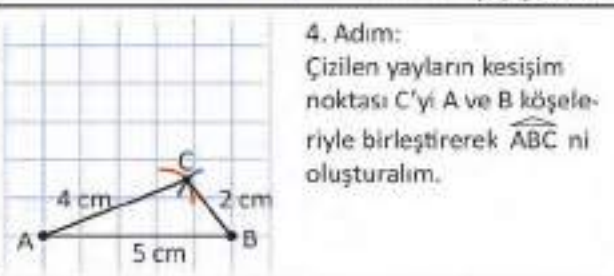 4. Adım:
Çizilen yayların kesişim
noktası C'yi A ve B köşele-
riyle birleştirerek ABC ni
oluşturalım.
C
4 cm
2 cm
A
B
5 cm